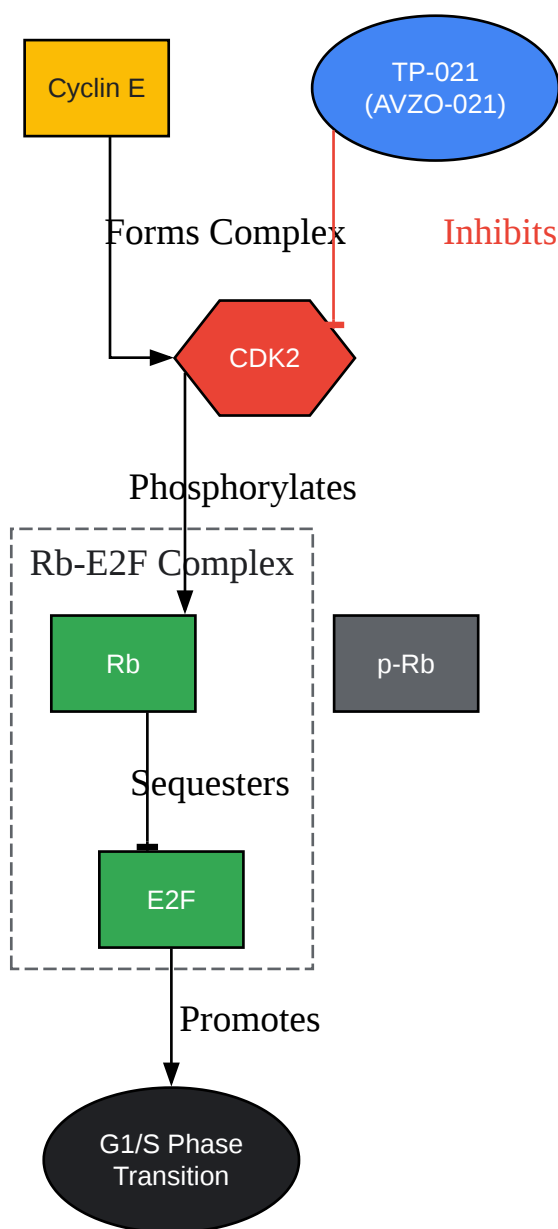 Cyclin E
TP-021
(AVZO-021)
Forms Complex
Inhibits
CDK2
Phosphorylates
Rb-E2F Complex
Rb
p-Rb
Sequesters
E2F
Promotes
G1/S Phase
Transition